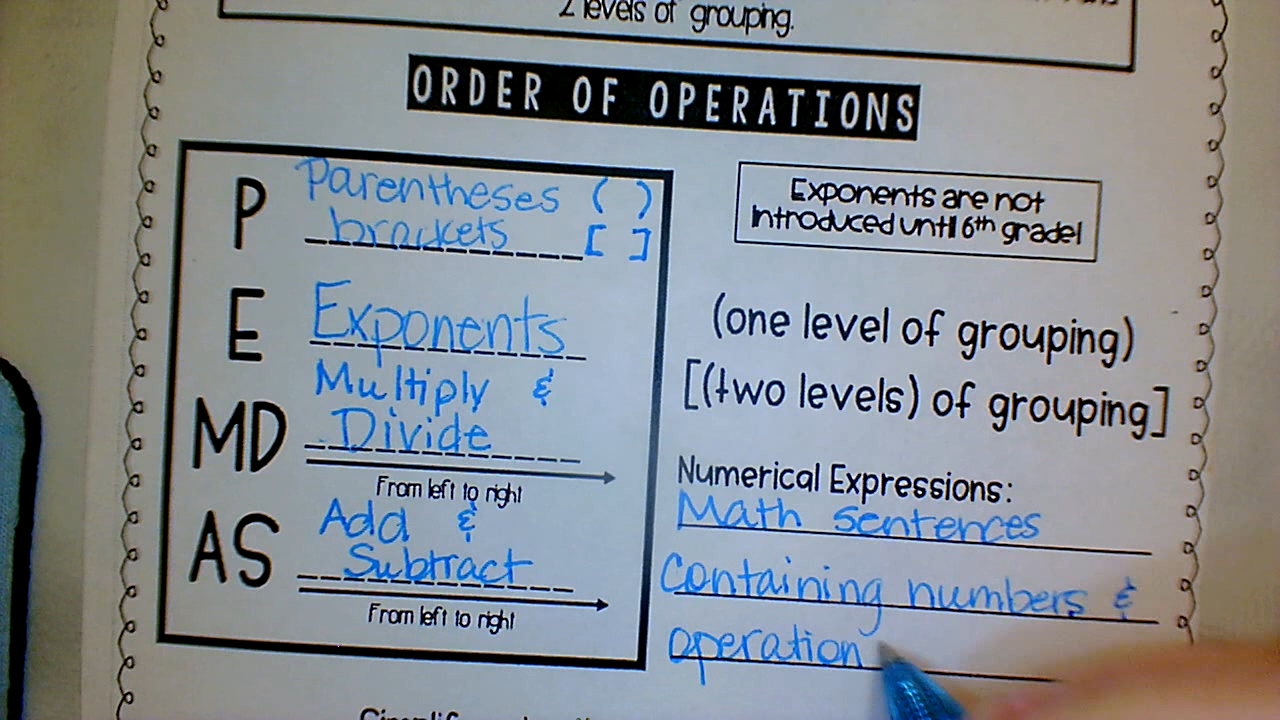 2 levels of grouping.
ORDER OF OPERATIONS
P Parentheses ( )
brackets [ ]
E Exponents
MD Multiply &
Divide
From left to right
AS Add &
Subtract
From left to right
Exponents are not
introduced until 6th grade!
(one level of grouping)
[(two levels) of grouping]
Numerical Expressions:
Math sentences
Containing numbers &
operation